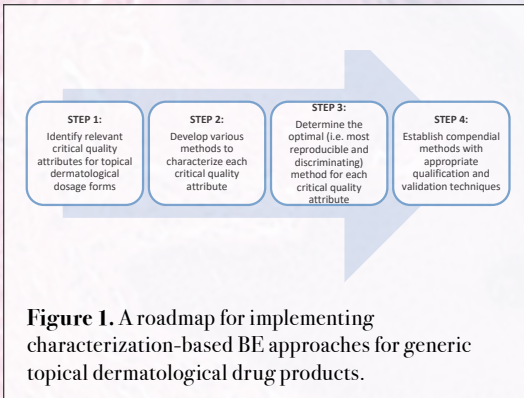 STEP 1:
Identify relevant
critical quality
attributes for topical
dermatological
dosage forms
STEP 2:
Develop various
methods to
characterize each
critical quality
attribute
STEP 3:
Determine the
optimal (i.e. most
reproducible and
discriminating)
method for each
critical quality
attribute
STEP 4:
Establish compendial
methods with
appropriate
qualification and
validation techniques
Figure 1. A roadmap for implementing
characterization-based BE approaches for generic
topical dermatological drug products.